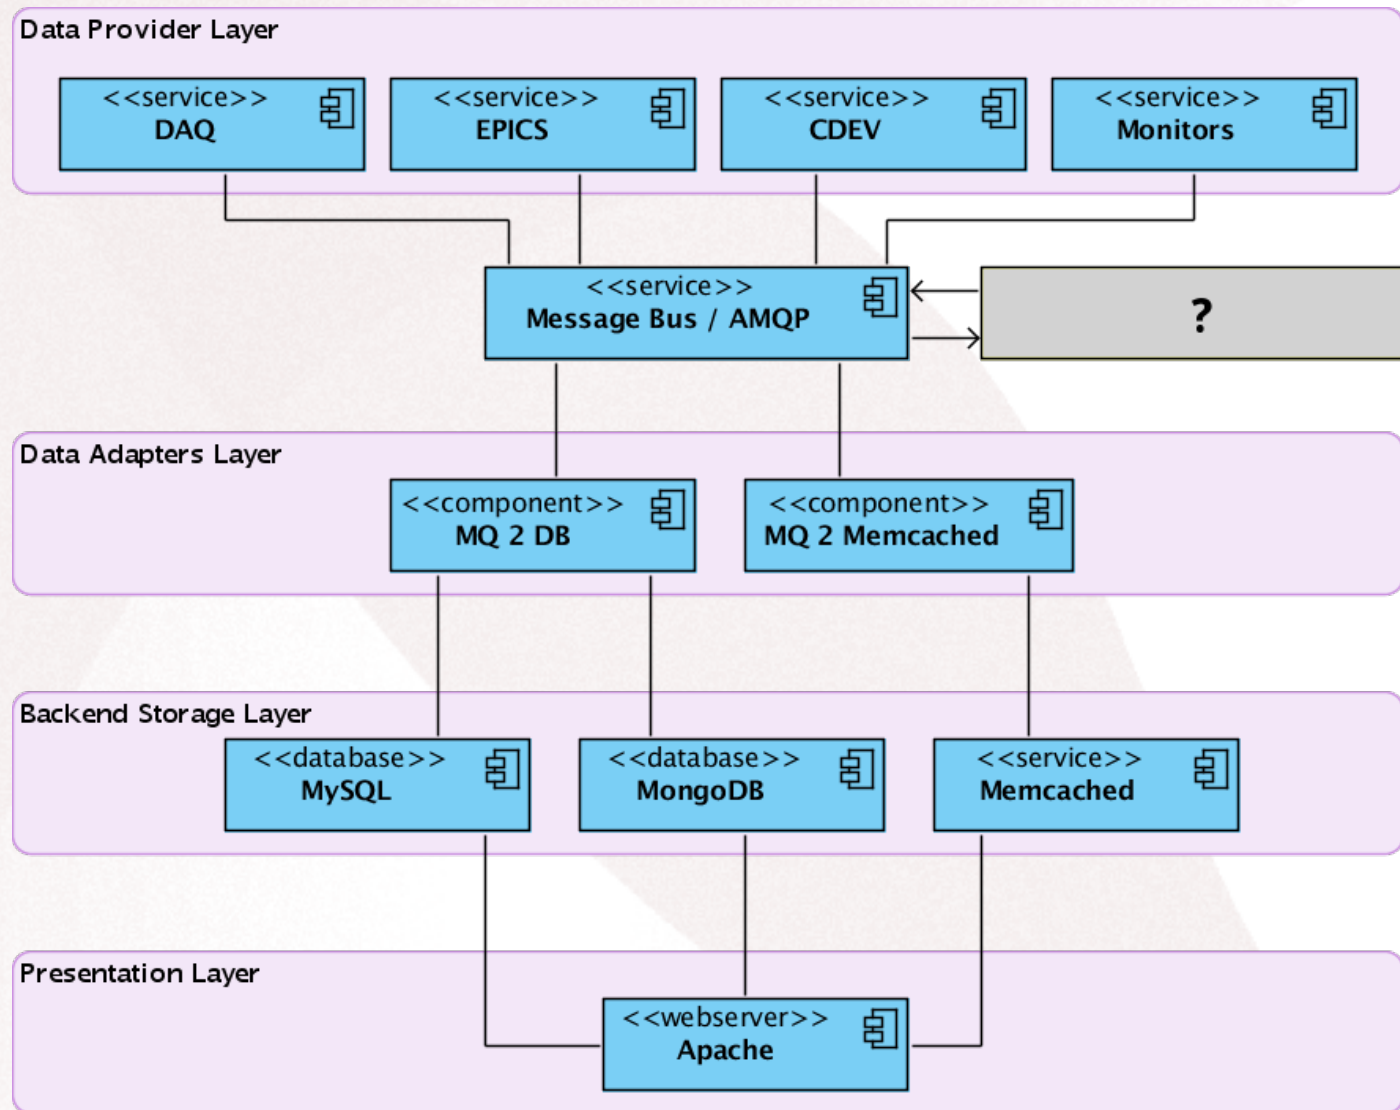 Data Provider Layer
<<service>>
DAQ
<<service>>
EPICS
<<service>>
CDEV
<<service>>
Monitors
<<service>>
Message Bus / AMQP
?
Data Adapters Layer
<<component>>
MQ 2 DB
<<component>>
MQ 2 Memcached
Backend Storage Layer
<<database>>
MySQL
<<database>>
MongoDB
<<service>>
Memcached
Presentation Layer
<<webserver>>
Apache